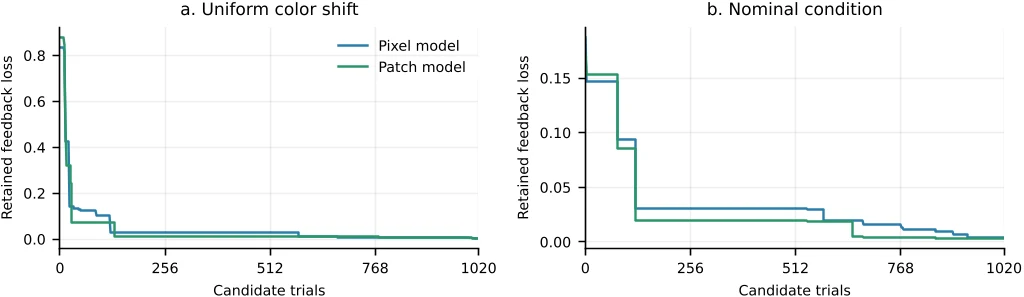 a. Uniform color shift
Retained feedback loss
0.8
0.6
0.4
0.2
0.0
Pixel model
Patch model
0 256 512 768 1020
Candidate trials
b. Nominal condition
Retained feedback loss
0.15
0.10
0.05
0.00
0 256 512 768 1020
Candidate trials